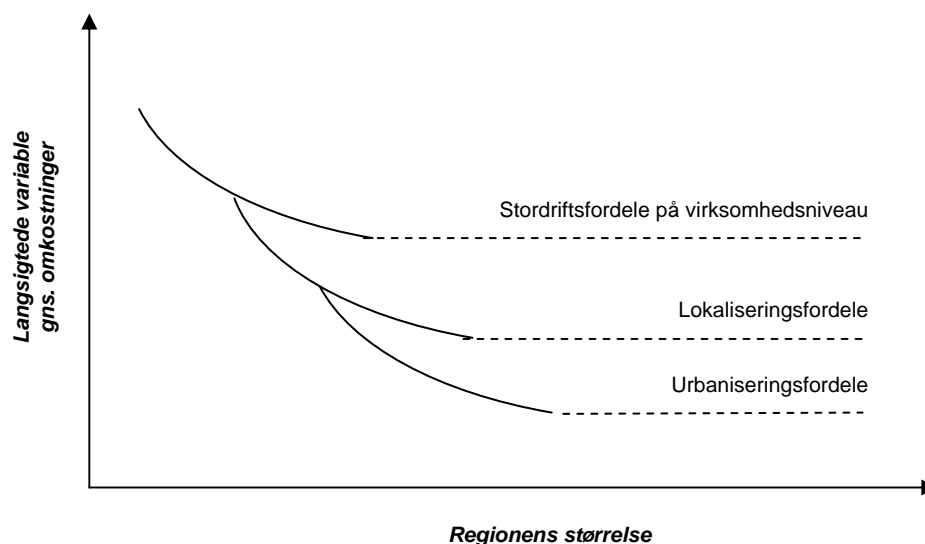 Langsigtede variable
gns. omkostninger
Stordriftsfordele på virksomhedsniveau
Lokaliseringsfordele
Urbaniseringsfordele
Regionens størrelse